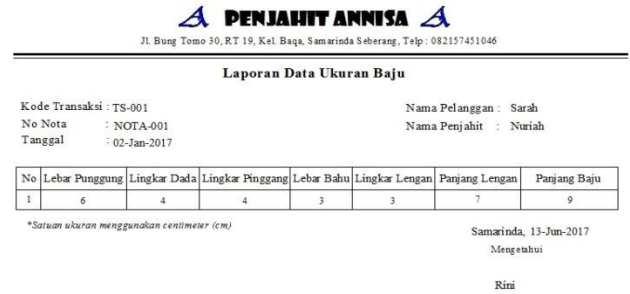 A PENJAHIT ANNISA A
Jl. Bung Tomo 30, RT 19, Kel. Baqa, Samarinda Seberang, Telp : 082157451046
Laporan Data Ukuran Baju
Kode Transaksi : TS-001 Nama Pelanggan : Sarah
No Nota : NOTA-001 Nama Penjahit : Nuriah
Tanggal : 02-Jan-2017
No Lebar Punggung Lingkar Dada Lingkar Pinggang Lebar Bahu Lingkar Lengan Panjang Lengan Panjang Baju
1 6 4 4 3 3 7 9
*Satuan ukuran menggunakan centimeter (cm)
Samarinda, 13-Jun-2017
Mengetahui
Rini